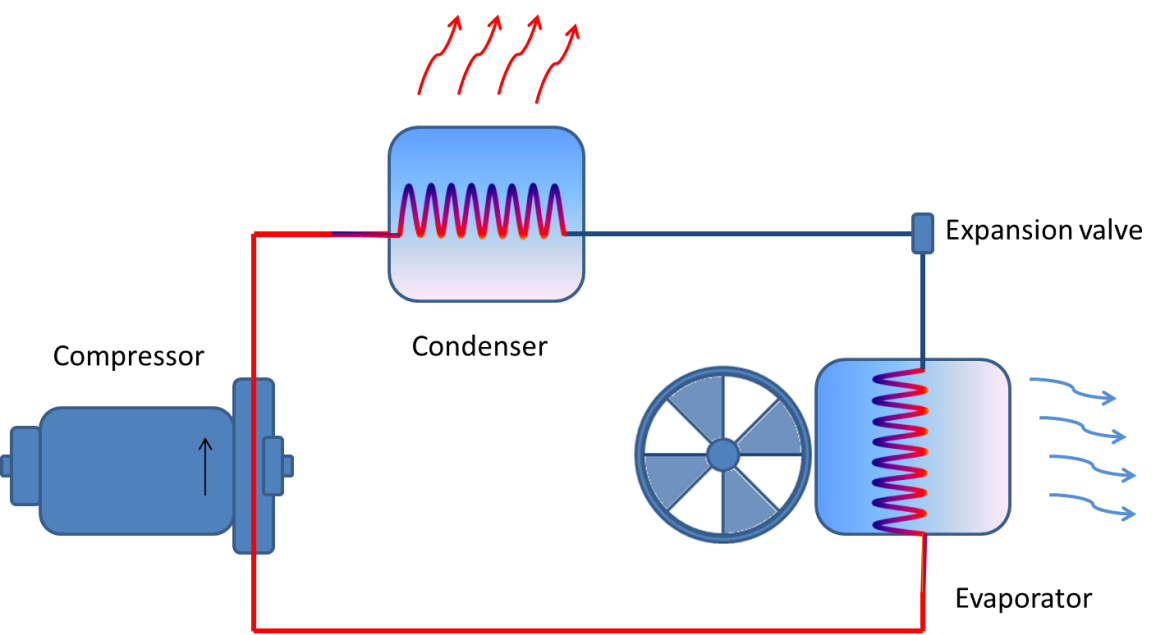 Expansion valve
Compressor
Condenser
Evaporator